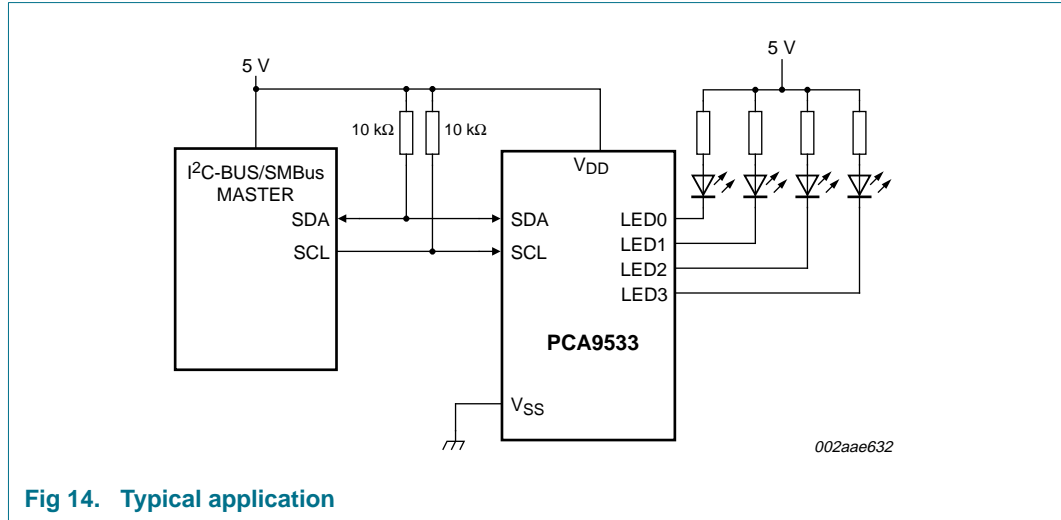 5 V
5 V
10 kΩ
10 kΩ
I²C-BUS/SMBus
MASTER
SDA
SCL
VDD
SDA
SCL
LED0
LED1
LED2
LED3
PCA9533
VSS
002aae632
Fig 14. Typical application